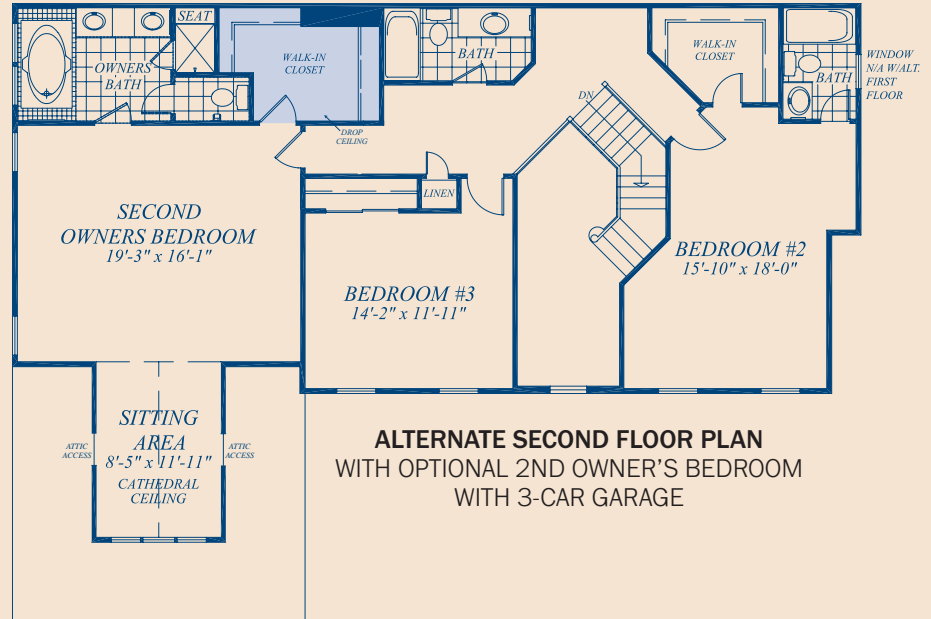 SEAT
OWNERS
BATH
WALK-IN
CLOSET
DROP
CEILING
BATH
WALK-IN
CLOSET
BATH
WINDOW
N/A W/ALT.
FIRST
FLOOR
DN
LINEN
SECOND
OWNERS BEDROOM
19'-3" x 16'-1"
BEDROOM #3
14'-2" x 11'-11"
BEDROOM #2
15'-10" x 18'-0"
ATTIC
ACCESS
SITTING
AREA
8'-5" x 11'-11"
CATHEDRAL
CEILING
ATTIC
ACCESS
ALTERNATE SECOND FLOOR PLAN
WITH OPTIONAL 2ND OWNER'S BEDROOM
WITH 3-CAR GARAGE